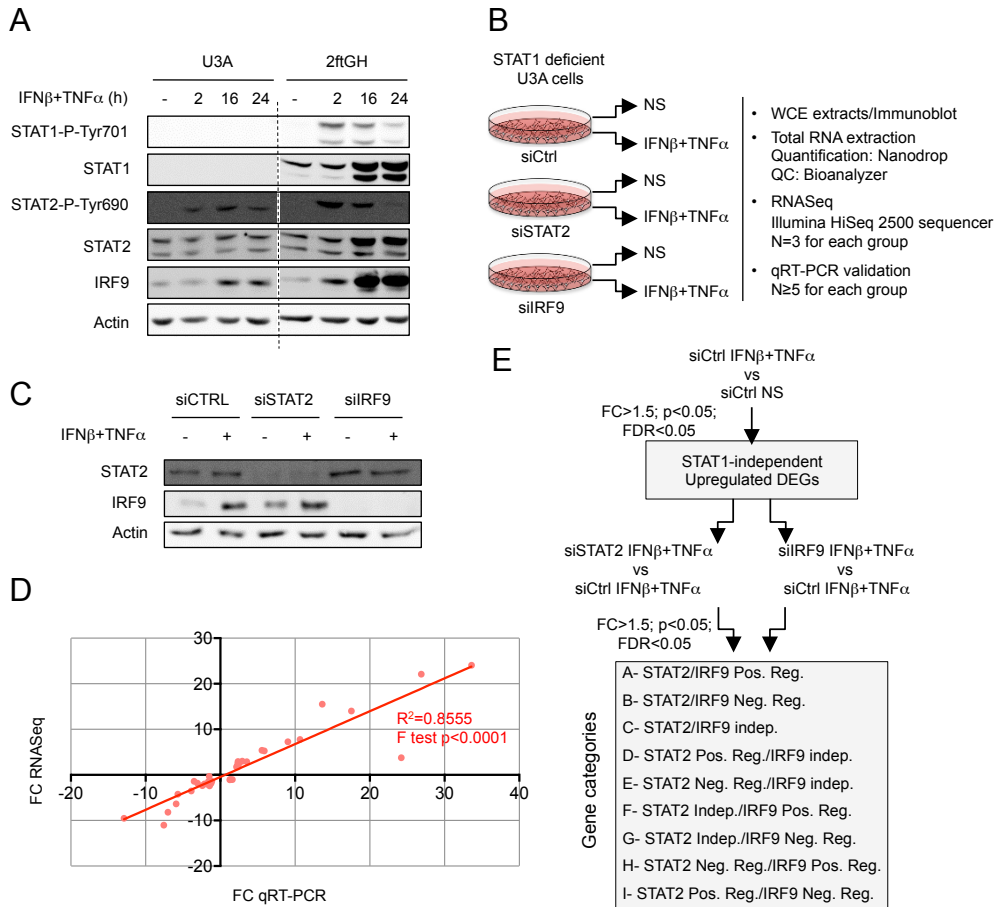 A
U3A 2ftGH
IFNβ+TNFα (h) - 2 16 24 - 2 16 24
STAT1-P-Tyr701
STAT1
STAT2-P-Tyr690
STAT2
IRF9
Actin
B
STAT1 deficient
U3A cells
NS
IFNβ+TNFα
siCtrl
NS
IFNβ+TNFα
siSTAT2
NS
IFNβ+TNFα
siIRF9
• WCE extracts/Immunoblot
• Total RNA extraction
Quantification: Nanodrop
QC: Bioanalyzer
• RNASeq
Illumina HiSeq 2500 sequencer
N=3 for each group
• qRT-PCR validation
N≥5 for each group
C
siCTRL siSTAT2 siIRF9
IFNβ+TNFα - + - + - +
STAT2
IRF9
Actin
D
FC RNASeq
30
20
10
0
-10
-20
-20 -10 0 10 20 30 40
R²=0.8555
F test p<0.0001
FC qRT-PCR
E
siCtrl IFNβ+TNFα
vs
siCtrl NS
FC>1.5; p<0.05;
FDR<0.05
STAT1-independent
Upregulated DEGs
siSTAT2 IFNβ+TNFα
vs
siCtrl IFNβ+TNFα
siIRF9 IFNβ+TNFα
vs
siCtrl IFNβ+TNFα
FC>1.5; p<0.05;
FDR<0.05
Gene categories
A- STAT2/IRF9 Pos. Reg.
B- STAT2/IRF9 Neg. Reg.
C- STAT2/IRF9 indep.
D- STAT2 Pos. Reg./IRF9 indep.
E- STAT2 Neg. Reg./IRF9 indep.
F- STAT2 Indep./IRF9 Pos. Reg.
G- STAT2 Indep./IRF9 Neg. Reg.
H- STAT2 Neg. Reg./IRF9 Pos. Reg.
I- STAT2 Pos. Reg./IRF9 Neg. Reg.